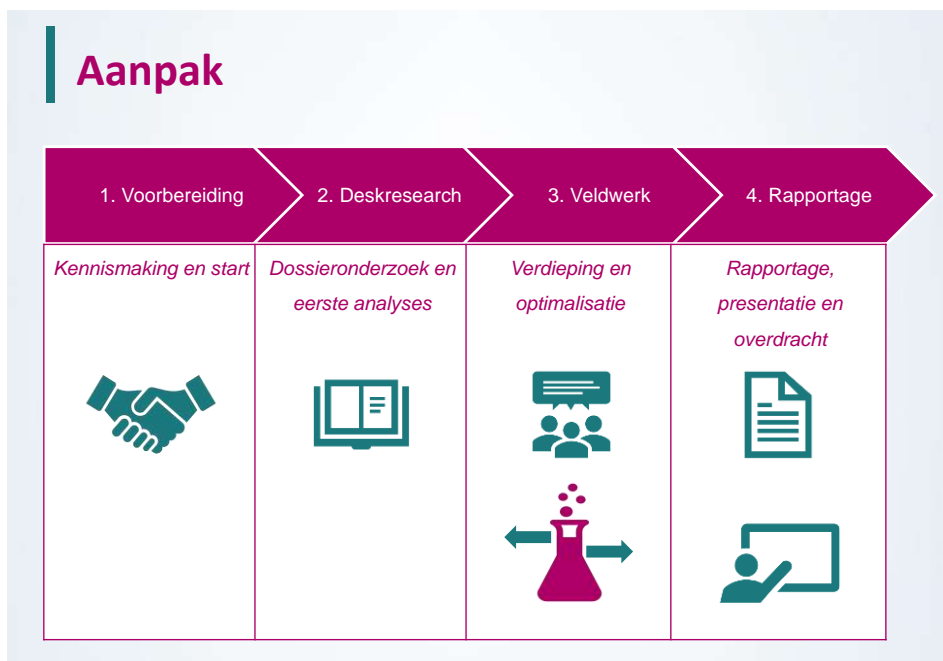 Aanpak
1. Voorbereiding
2. Deskresearch
3. Veldwerk
4. Rapportage
Kennismaking en start
Dossieronderzoek en
eerste analyses
Verdieping en
optimalisatie
Rapportage,
presentatie en
overdracht